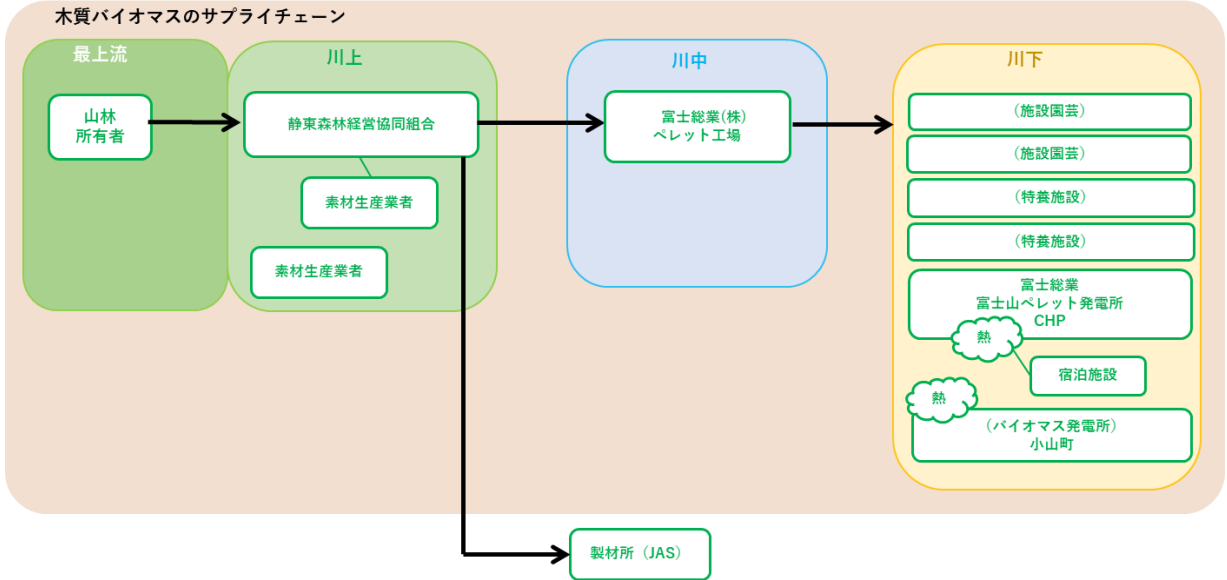 木質バイオマスのサプライチェーン
最上流
山林
所有者
川上
静東森林経営協同組合
素材生産業者
素材生産業者
川中
富士総業(株)
ペレット工場
川下
（施設園芸）
（施設園芸）
（特養施設）
（特養施設）
富士総業
富士山ペレット発電所
CHP
熱
宿泊施設
熱
（バイオマス発電所）
小山町
製材所（JAS）